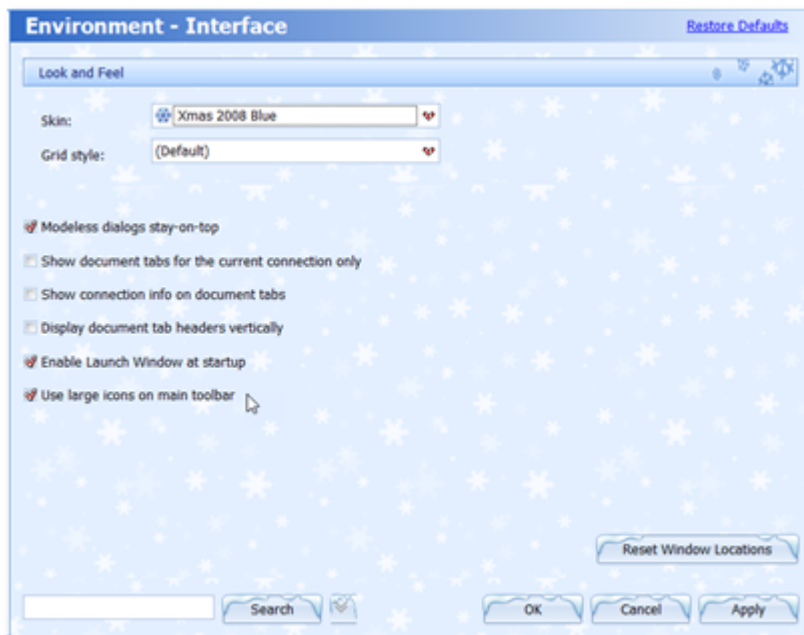 Environment - Interface
Restore Defaults
Look and Feel
Skin:
Xmas 2008 Blue
Grid style:
(Default)
Modeless dialogs stay-on-top
Show document tabs for the current connection only
Show connection info on document tabs
Display document tab headers vertically
Enable Launch Window at startup
Use large icons on main toolbar
Reset Window Locations
Search
OK
Cancel
Apply